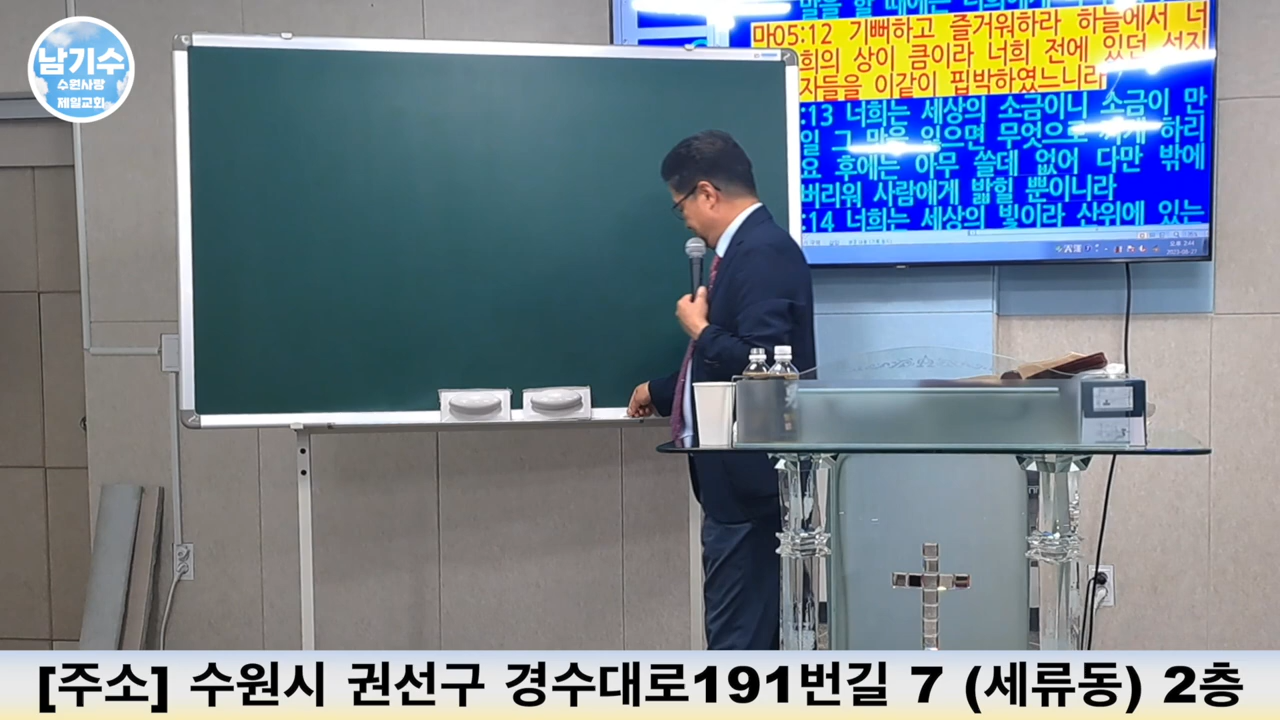 남기수
수원사랑
제일교회
말을 할 때에는
마05:12 기뻐하고 즐거워하라 하늘에서 너
희의 상이 큼이라 너희 전에 있던 선지
자들을 이같이 핍박하였느니라
:13 너희는 세상의 소금이니 소금이 만
일 그 맛을 잃으면 무엇으로 짜게 하리
요 후에는 아무 쓸데 없어 다만 밖에
버리워 사람에게 밟힐 뿐이니라
:14 너희는 세상의 빛이라 산위에 있는
[주소] 수원시 권선구 경수대로191번길 7 (세류동) 2층